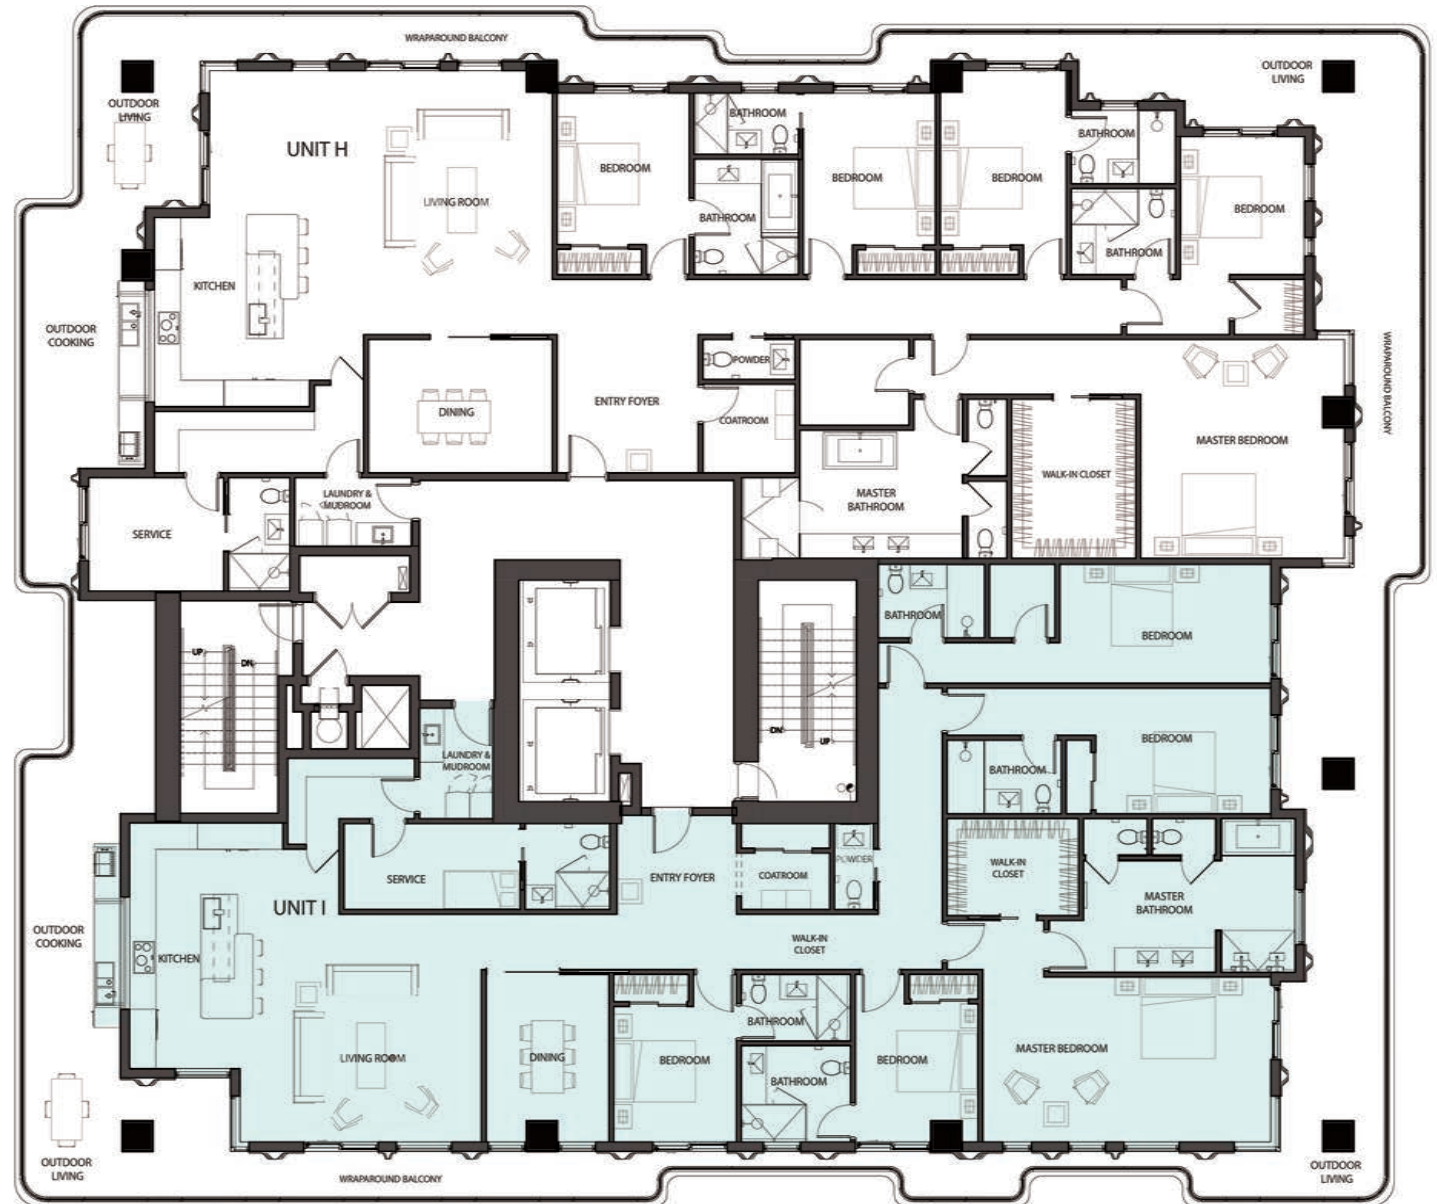 WRAPAROUND BALCONY
OUTDOOR
LIVING
OUTDOOR
LIVING
UNIT H
BATHROOM
BATHROOM
BEDROOM
BEDROOM
BEDROOM
BEDROOM
LIVING ROOM
BATHROOM
BATHROOM
KITCHEN
OUTDOOR
COOKING
WRAPAROUND BALCONY
POWDER
ENTRY FOYER
DINING
COATROOM
MASTER BEDROOM
WALK-IN CLOSET
LAUNDRY &
MUDROOM
MASTER
BATHROOM
SERVICE
BATHROOM
BEDROOM
UP
DN
DN
UP
BEDROOM
LAUNDRY &
MUDROOM
BATHROOM
POWDER
WALK-IN
CLOSET
SERVICE
ENTRY FOYER
COATROOM
MASTER
BATHROOM
UNIT I
OUTDOOR
COOKING
KITCHEN
WALK-IN
CLOSET
BATHROOM
LIVING ROOM
DINING
BEDROOM
BEDROOM
MASTER BEDROOM
BATHROOM
OUTDOOR
LIVING
WRAPAROUND BALCONY
OUTDOOR
LIVING